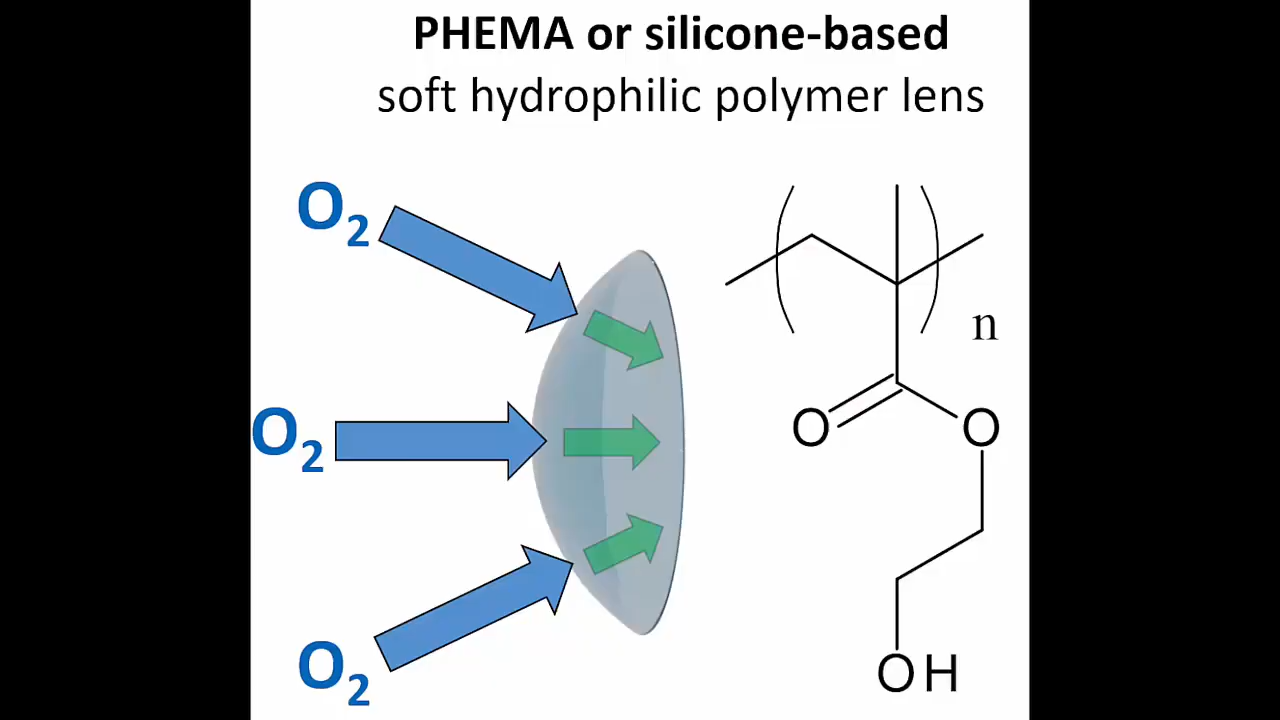 PHEMA or silicone-based
soft hydrophilic polymer lens
O₂
O₂
O₂
n
O
O
OH